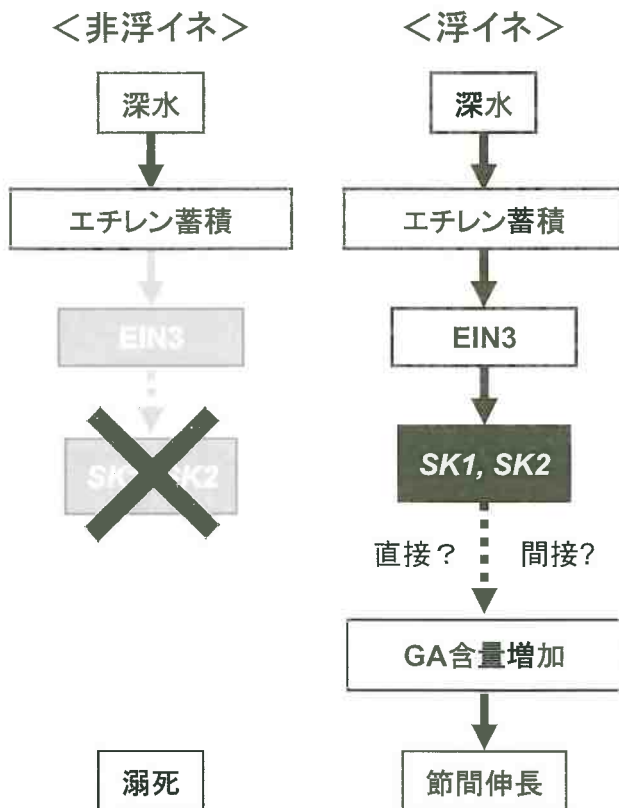 <非浮イネ>
深水
エチレン蓄積
EIN3
SK1, SK2
溺死
<浮イネ>
深水
エチレン蓄積
EIN3
SK1, SK2
直接? 間接?
GA含量増加
節間伸長